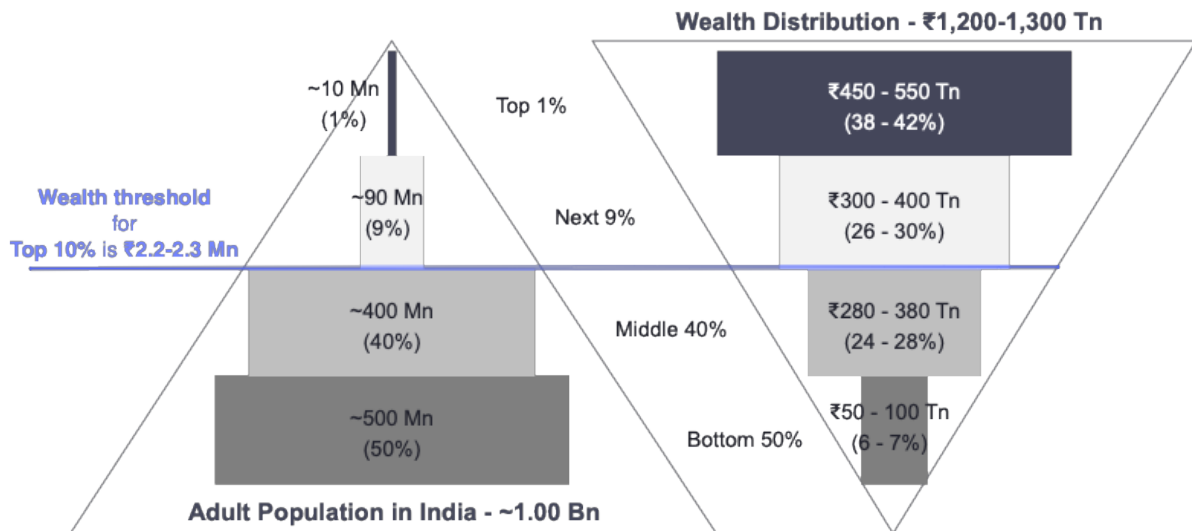 Wealth Distribution - ₹1,200-1,300 Tn
~10 Mn
(1%)
Top 1%
₹450 - 550 Tn
(38 - 42%)
Wealth threshold
for
Top 10% is ₹2.2-2.3 Mn
~90 Mn
(9%)
Next 9%
₹300 - 400 Tn
(26 - 30%)
~400 Mn
(40%)
Middle 40%
₹280 - 380 Tn
(24 - 28%)
~500 Mn
(50%)
Bottom 50%
₹50 - 100 Tn
(6 - 7%)
Adult Population in India - ~1.00 Bn